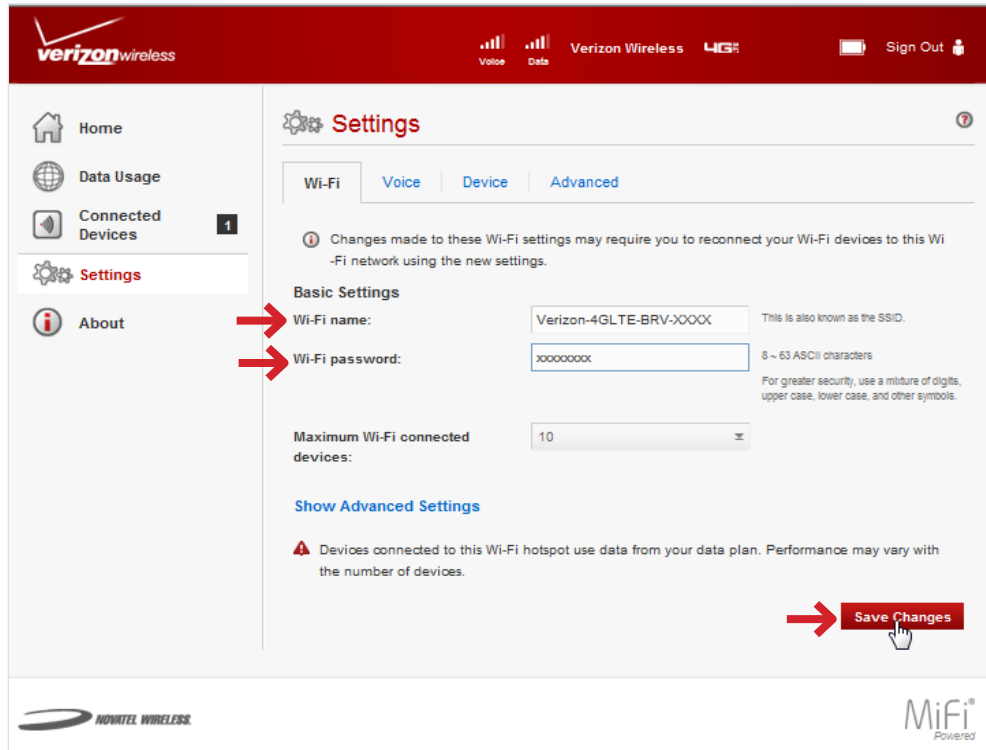 verizonwireless
Voice
Data
Verizon Wireless
4G LTE
Sign Out
Home
Data Usage
Connected
Devices
1
Settings
About
Settings
?
Wi-Fi
Voice
Device
Advanced
Changes made to these Wi-Fi settings may require you to reconnect your Wi-Fi devices to this Wi
-Fi network using the new settings.
Basic Settings
Wi-Fi name:
Verizon-4GLTE-BRV-XXXX
This is also known as the SSID.
Wi-Fi password:
xxxxxxxx
8 ~ 63 ASCII characters
For greater security, use a mixture of digits,
upper case, lower case, and other symbols.
Maximum Wi-Fi connected
devices:
10
Show Advanced Settings
Devices connected to this Wi-Fi hotspot use data from your data plan. Performance may vary with
the number of devices.
Save Changes
NOVATEL WIRELESS.
MiFi®
Powered